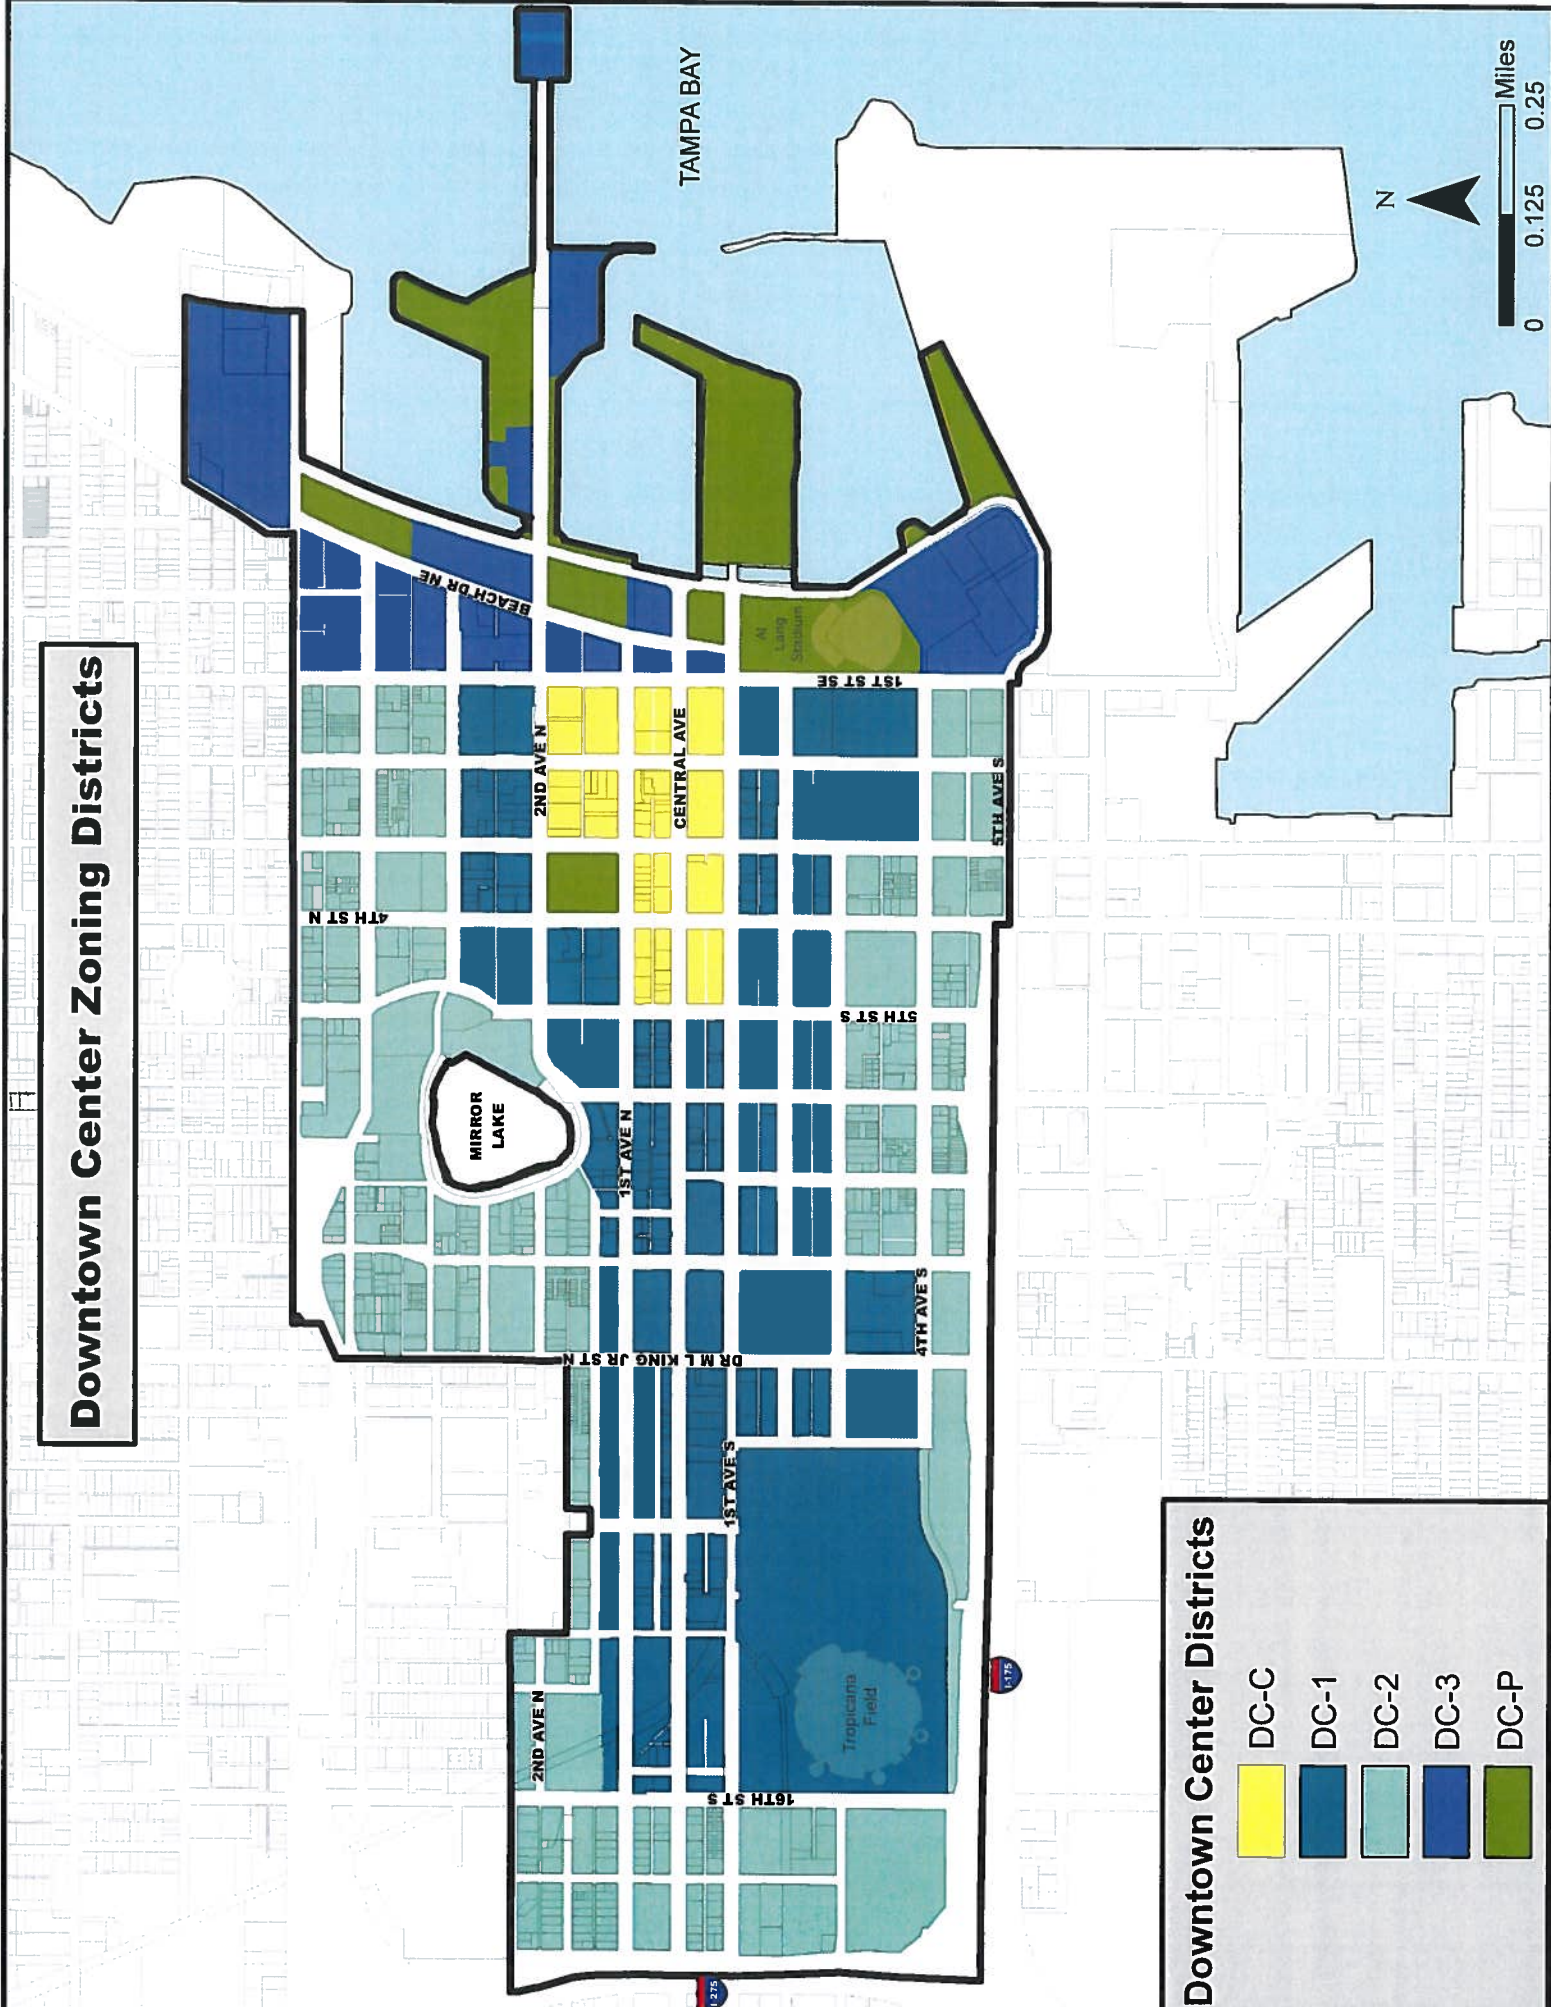 Downtown Center Zoning Districts
TAMPA BAY
BEACH DR NE
4TH ST N
2ND AVE N
CENTRAL AVE
Al
Lang
Stadium
1ST ST SE
5TH AVE S
MIRROR
LAKE
1ST AVE N
5TH ST S
DR M L KING JR ST N
4TH AVE S
1ST AVE S
2ND AVE N
16TH ST S
Tropicana
Field
I-175
I 275
N
Miles
0 0.125 0.25
Downtown Center Districts
DC-C
DC-1
DC-2
DC-3
DC-P